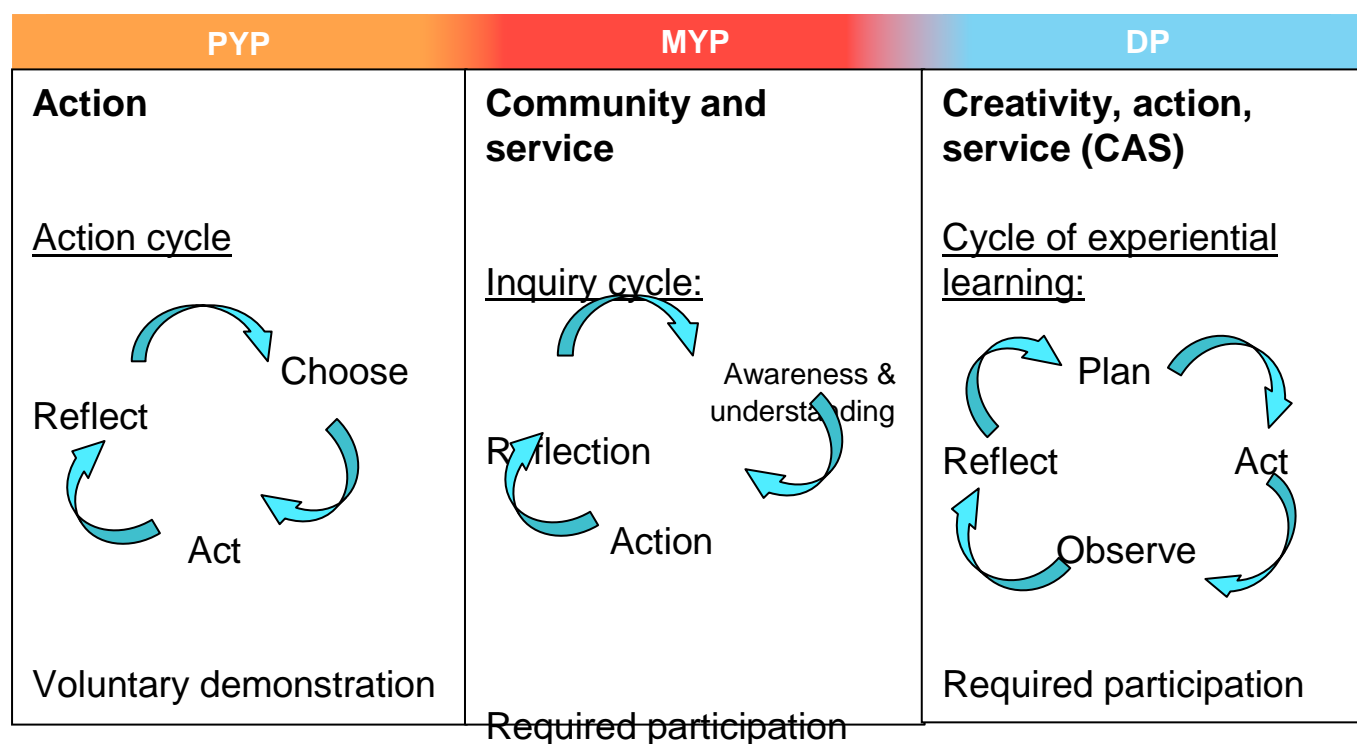 PYP
MYP
DP
Action
Action cycle
Choose
Reflect
Act
Voluntary demonstration
Community and
service
Inquiry cycle:
Awareness &
understanding
Reflection
Action
Required participation
Creativity, action,
service (CAS)
Cycle of experiential
learning:
Plan
Reflect
Act
Observe
Required participation